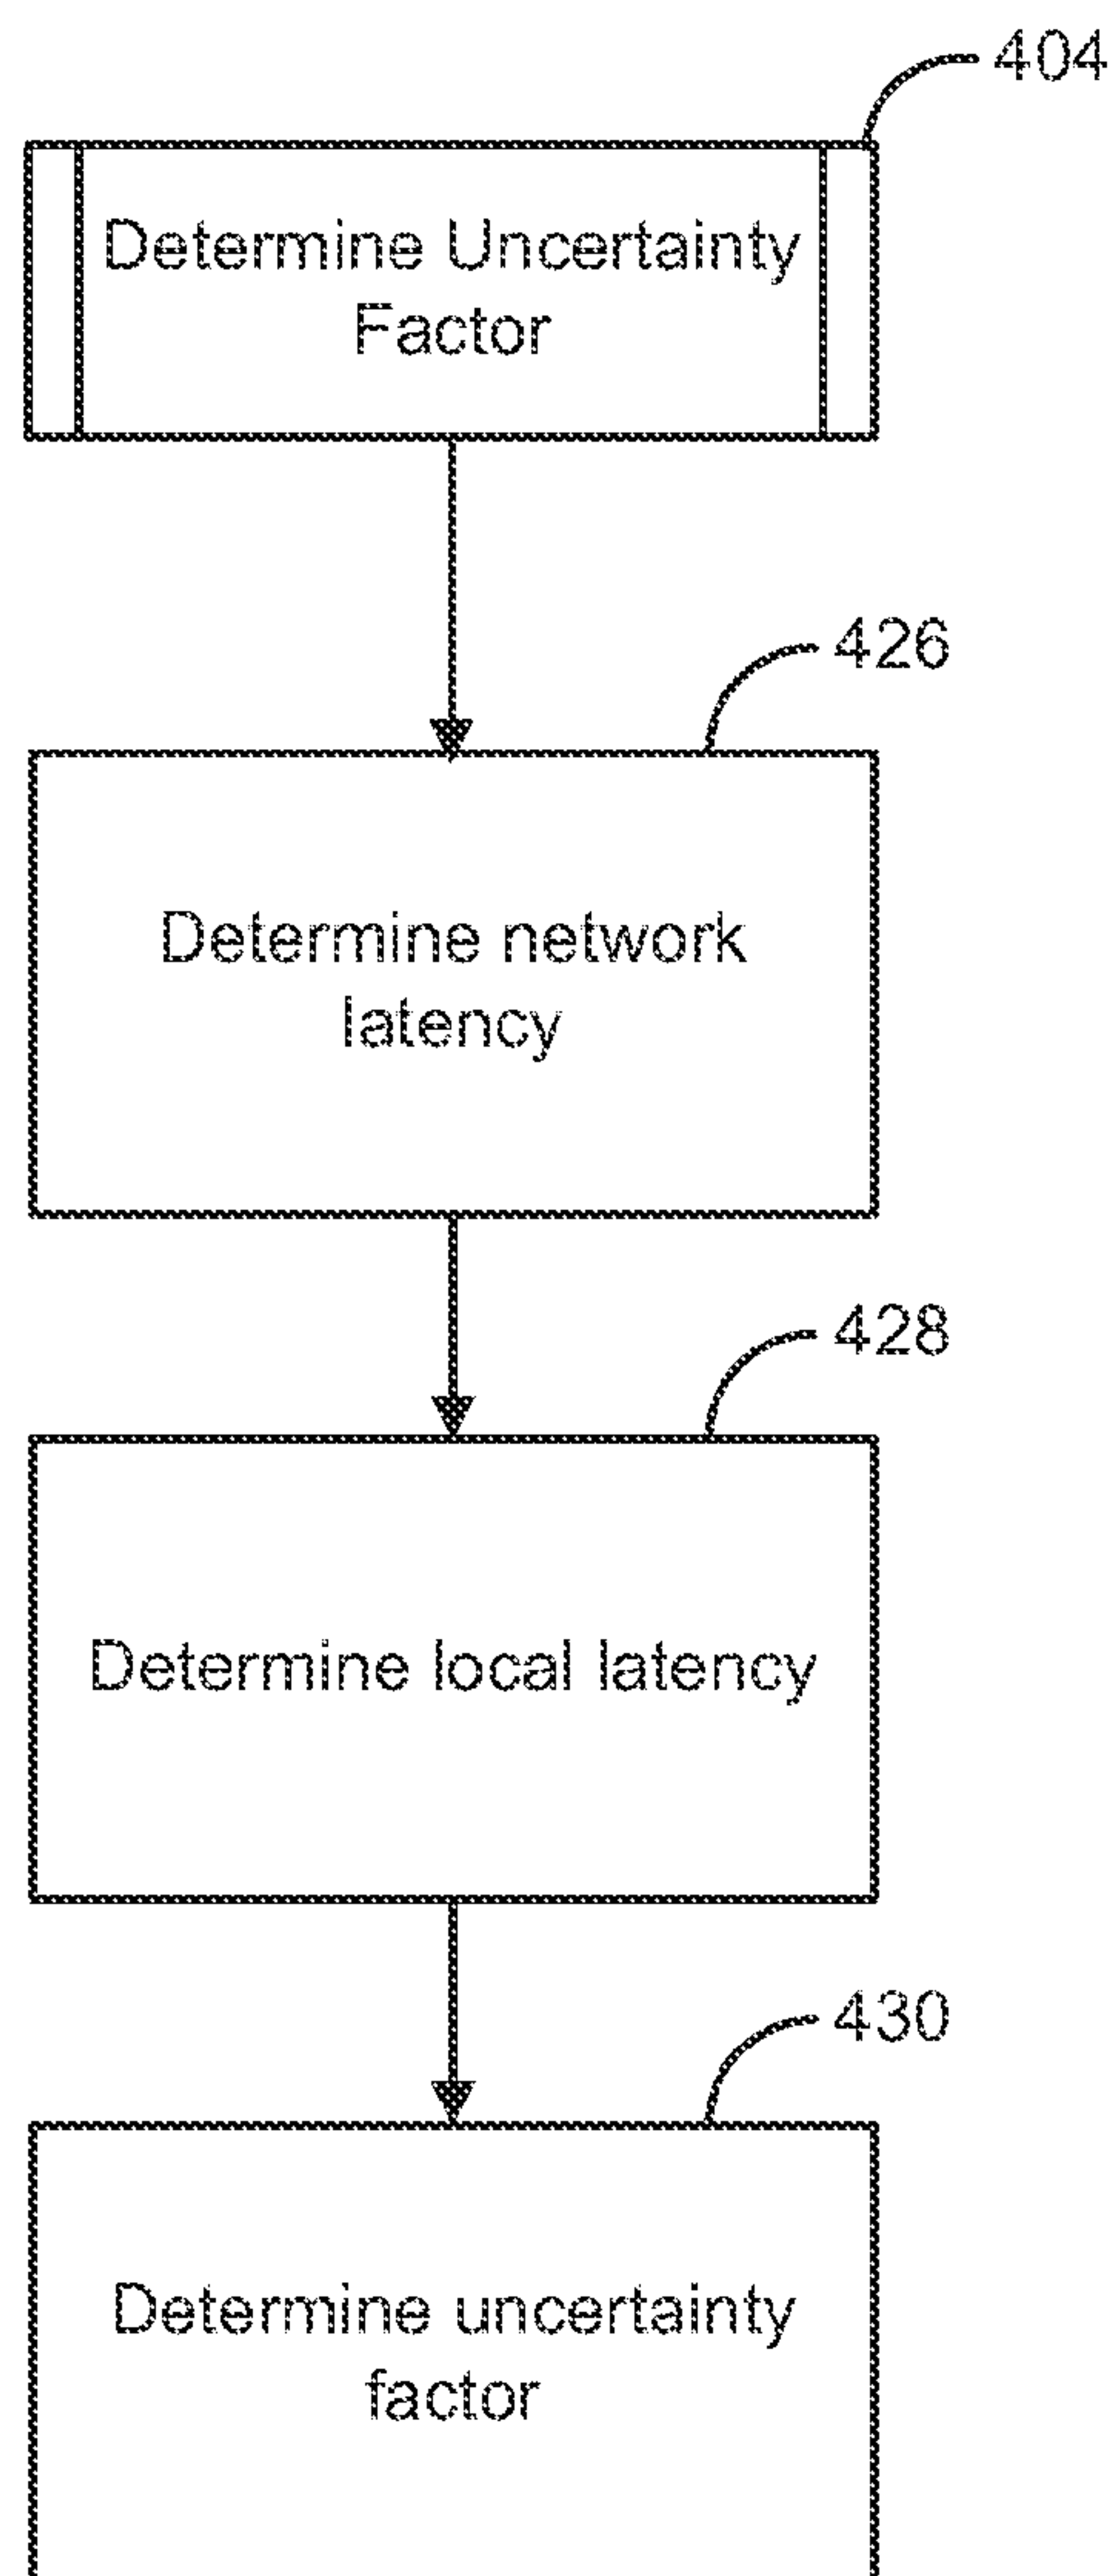 404
Determine Uncertainty
Factor
426
Determine network
latency
428
Determine local latency
430
Determine uncertainty
factor